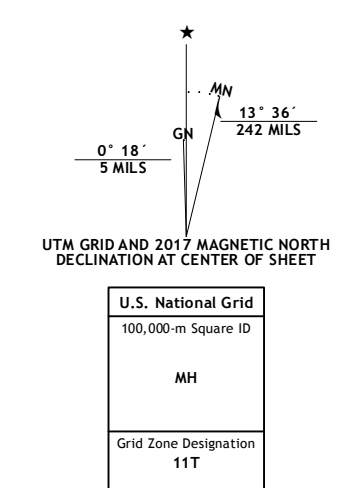 ★
MN
13° 36´
242 MILS
GN
0° 18´
5 MILS
UTM GRID AND 2017 MAGNETIC NORTH
DECLINATION AT CENTER OF SHEET
U.S. National Grid
100,000-m Square ID
MH
Grid Zone Designation
11T